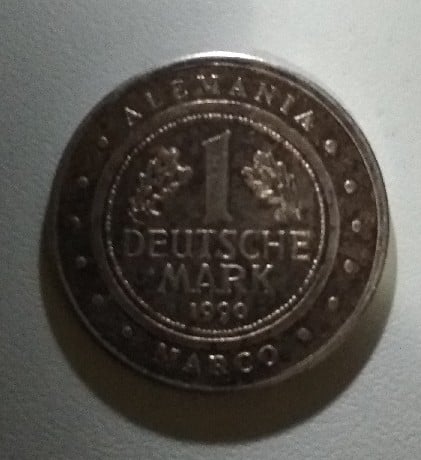 ALEMANIA
1
DEUTSCHE
MARK
1990
MARCO